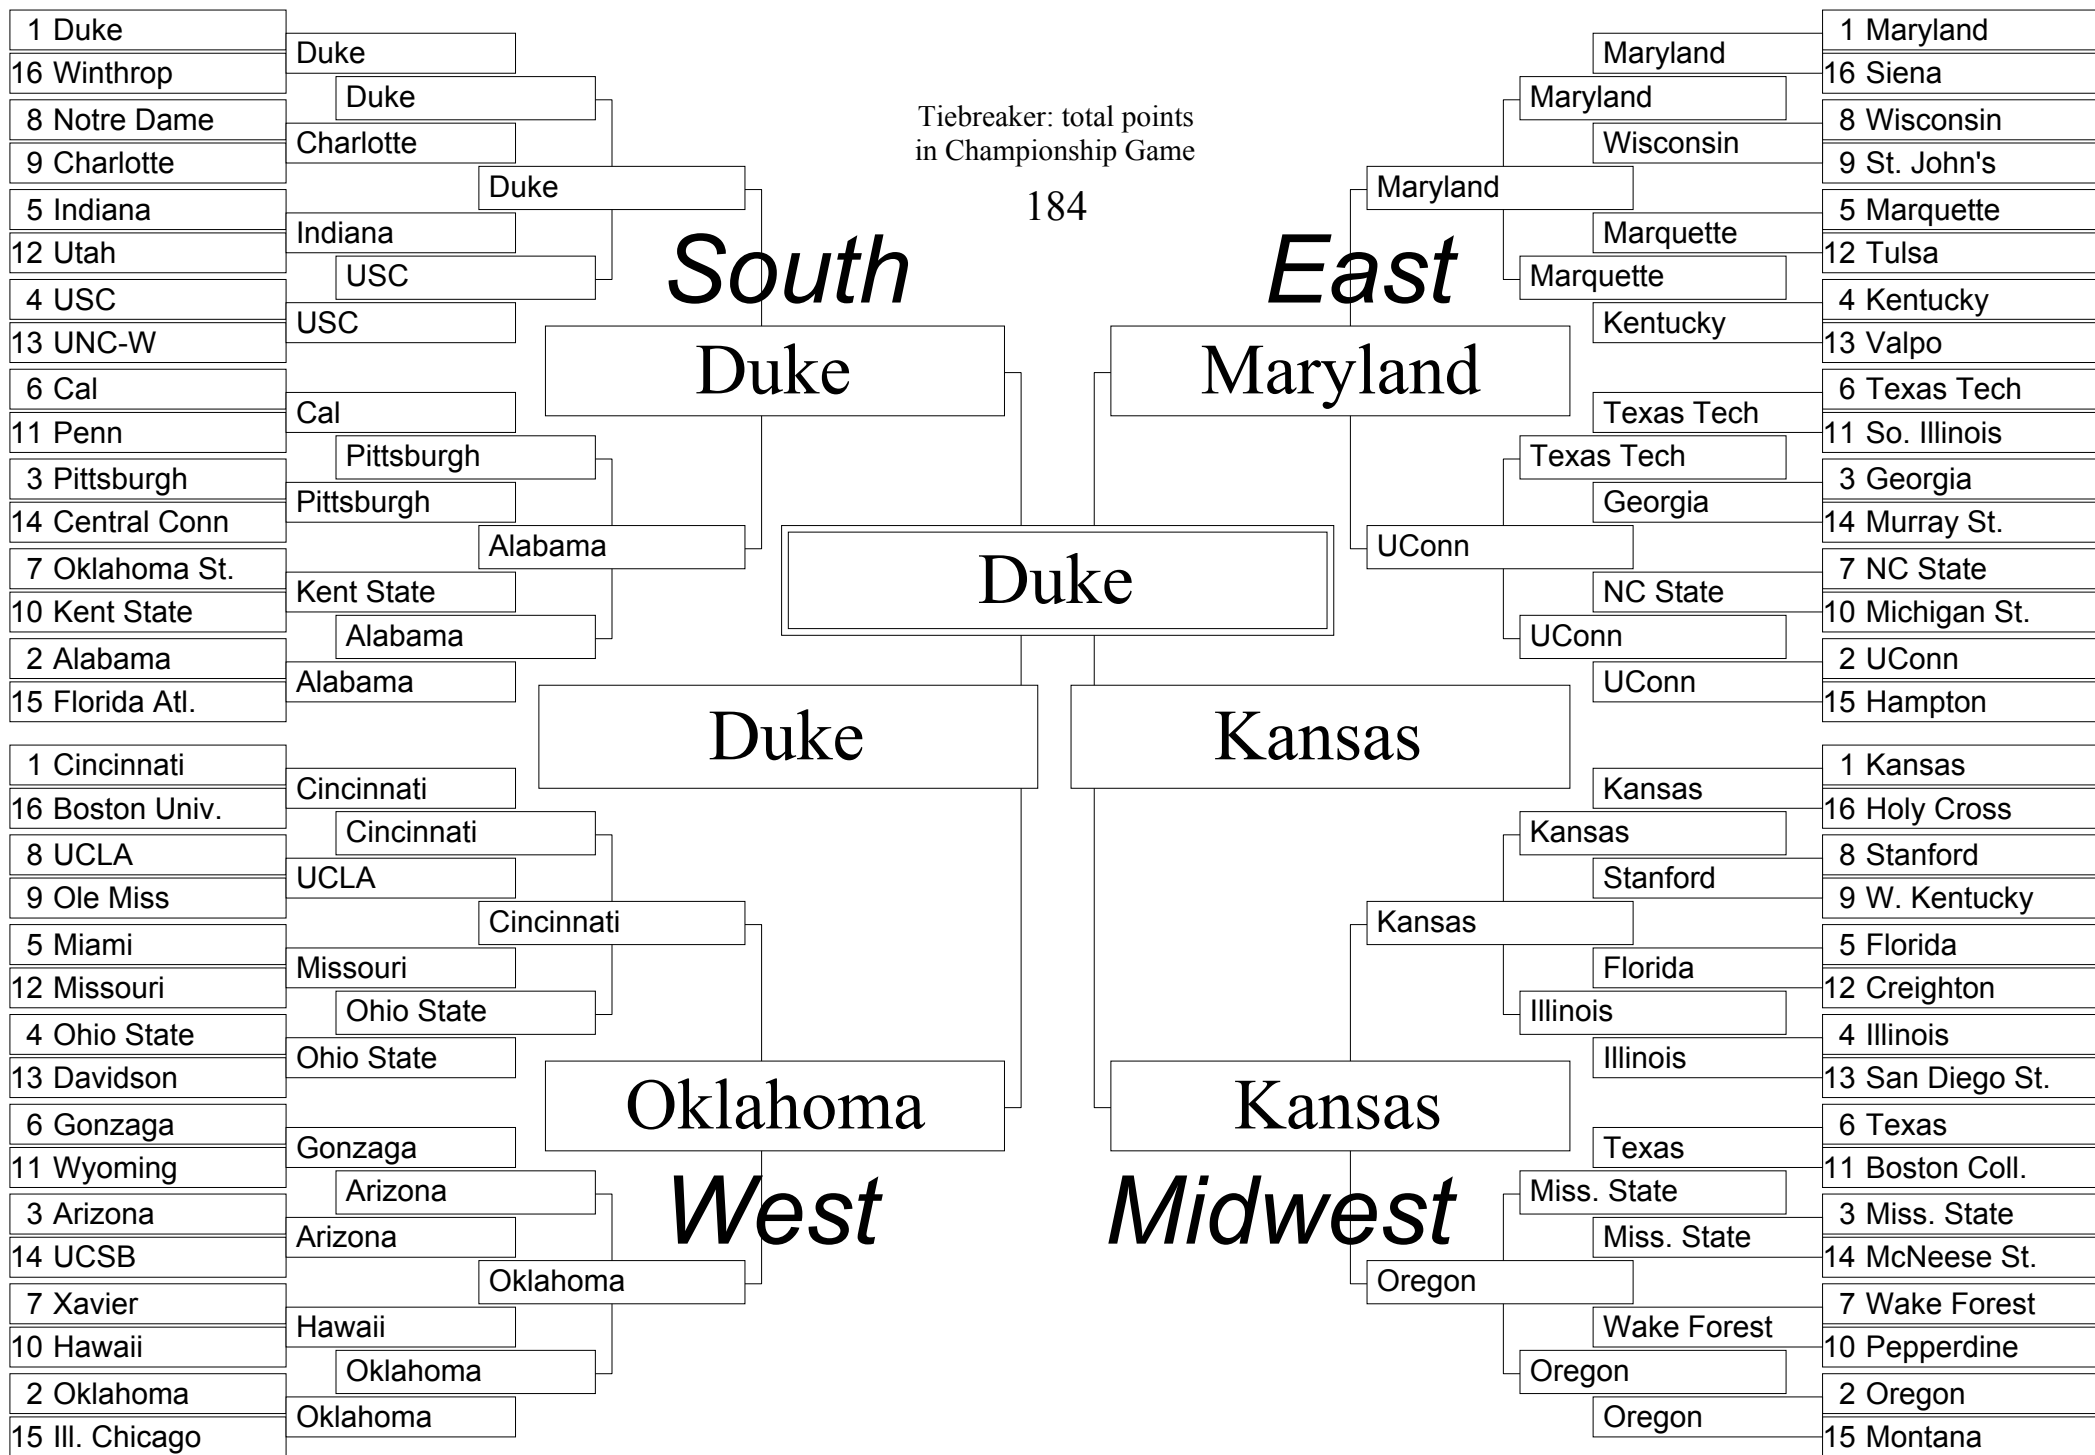 1 Duke
16 Winthrop
8 Notre Dame
9 Charlotte
5 Indiana
12 Utah
4 USC
13 UNC-W
6 Cal
11 Penn
3 Pittsburgh
14 Central Conn
7 Oklahoma St.
10 Kent State
2 Alabama
15 Florida Atl.
Duke
Charlotte
Indiana
USC
Cal
Pittsburgh
Kent State
Alabama
Duke
USC
Pittsburgh
Alabama
Duke
Alabama
South
Duke
1 Cincinnati
16 Boston Univ.
8 UCLA
9 Ole Miss
5 Miami
12 Missouri
4 Ohio State
13 Davidson
6 Gonzaga
11 Wyoming
3 Arizona
14 UCSB
7 Xavier
10 Hawaii
2 Oklahoma
15 Ill. Chicago
Cincinnati
UCLA
Missouri
Ohio State
Gonzaga
Arizona
Hawaii
Oklahoma
Cincinnati
Ohio State
Arizona
Oklahoma
Cincinnati
Oklahoma
Oklahoma
West
Tiebreaker: total points
in Championship Game
184
Duke
Duke
Kansas
East
Maryland
Maryland
UConn
Maryland
Marquette
Texas Tech
UConn
Maryland
Wisconsin
Marquette
Kentucky
Texas Tech
Georgia
NC State
UConn
1 Maryland
16 Siena
8 Wisconsin
9 St. John's
5 Marquette
12 Tulsa
4 Kentucky
13 Valpo
6 Texas Tech
11 So. Illinois
3 Georgia
14 Murray St.
7 NC State
10 Michigan St.
2 UConn
15 Hampton
Kansas
Midwest
Kansas
Oregon
Kansas
Illinois
Miss. State
Oregon
Kansas
Stanford
Florida
Illinois
Texas
Miss. State
Wake Forest
Oregon
1 Kansas
16 Holy Cross
8 Stanford
9 W. Kentucky
5 Florida
12 Creighton
4 Illinois
13 San Diego St.
6 Texas
11 Boston Coll.
3 Miss. State
14 McNeese St.
7 Wake Forest
10 Pepperdine
2 Oregon
15 Montana